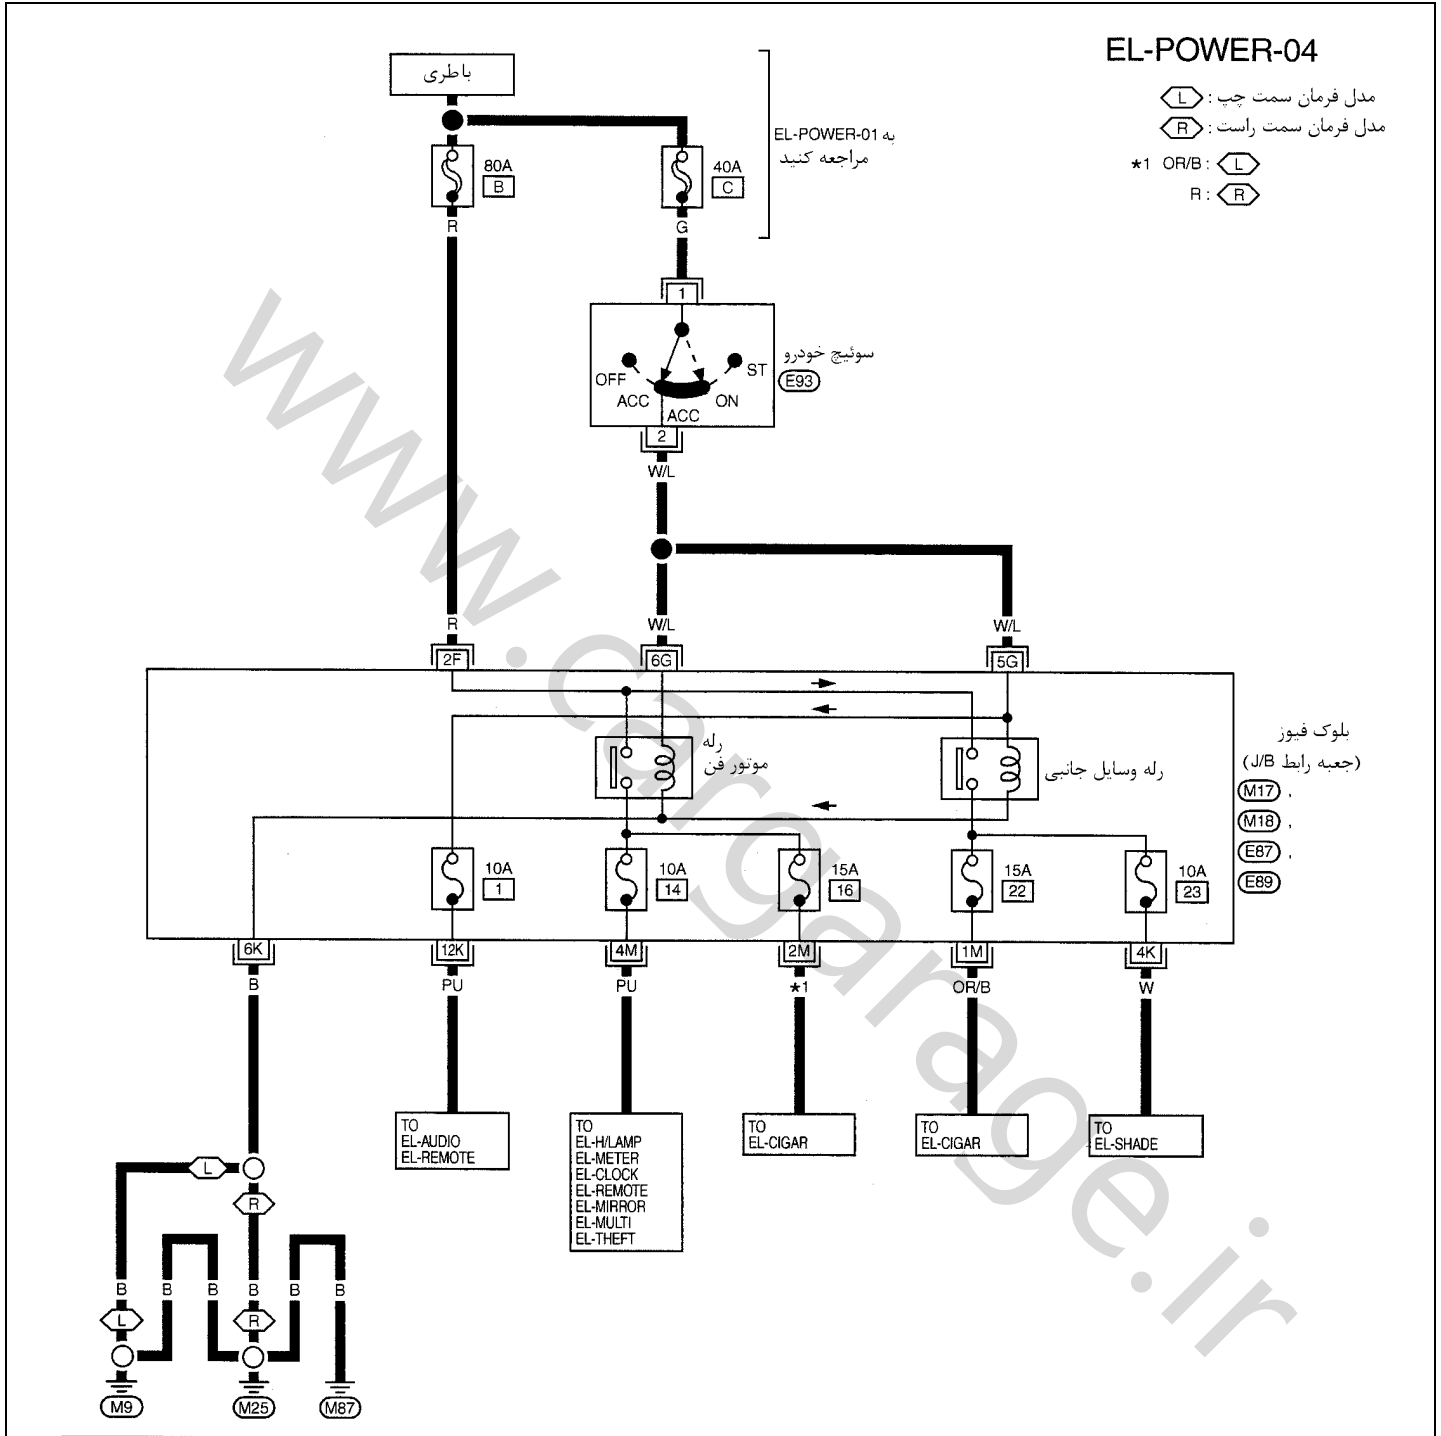 EL-POWER-04
مدل فرمان سمت چپ : L
مدل فرمان سمت راست : R
*1 OR/B : L
R : R
باطری
به EL-POWER-01
مراجعه کنید
80A
B
40A
C
R
G
1
سوئیچ خودرو
E93
OFF
ACC
ACC
ON
ST
2
W/L
R
W/L
W/L
2F
6G
5G
رله
موتور فن
رله وسایل جانبی
بلوک فیوز
(جعبه رابط J/B)
M17 ,
M18 ,
E87 ,
E89
10A
1
10A
14
15A
16
15A
22
10A
23
6K
12K
4M
2M
1M
4K
B
PU
PU
*1
OR/B
W
TO
EL-AUDIO
EL-REMOTE
TO
EL-H/LAMP
EL-METER
EL-CLOCK
EL-REMOTE
EL-MIRROR
EL-MULTI
EL-THEFT
TO
EL-CIGAR
TO
EL-CIGAR
TO
EL-SHADE
L
R
B
B
B
B
B
B
L
R
M9
M25
M87
www.cargarage.ir